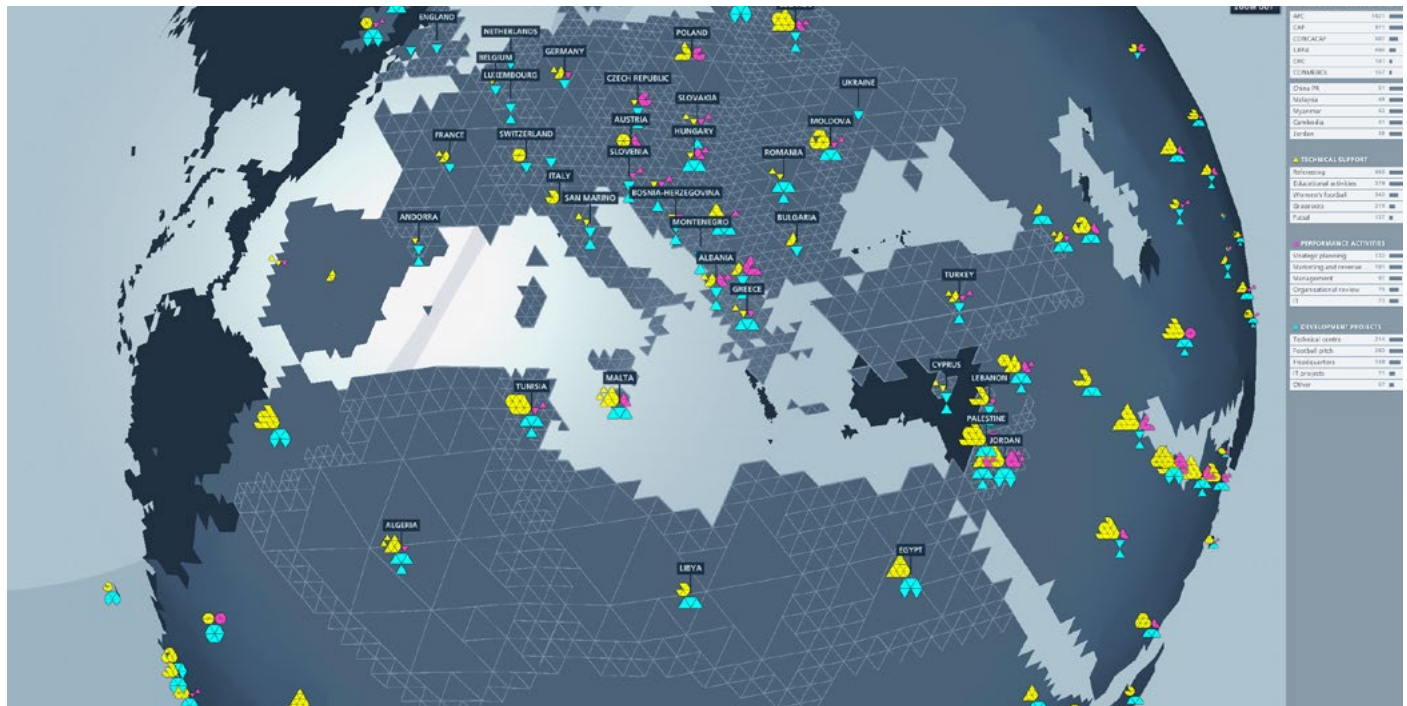 ENGLAND
NETHERLANDS
POLAND
GERMANY
BELGIUM
LUXEMBOURG
CZECH REPUBLIC
UKRAINE
SLOVAKIA
AUSTRIA
MOLDOVA
FRANCE
SWITZERLAND
HUNGARY
SLOVENIA
ROMANIA
ITALY
BOSNIA-HERZEGOVINA
SAN MARINO
ANDORRA
MONTENEGRO
BULGARIA
ALBANIA
TURKEY
GREECE
CYPRUS
LEBANON
TUNISIA
MALTA
PALESTINE
JORDAN
ALGERIA
EGYPT
LIBYA
ZOOM OUT
AFC
CAF
CONCACAF
UEFA
OFC
CONMEBOL
China PR
Malaysia
Myanmar
Cambodia
Jordan
TECHNICAL SUPPORT
Refereeing
Educational activities
Women's football
Grassroots
Futsal
PERFORMANCE ACTIVITIES
Strategic planning
Marketing and revenue
Management
Organisational review
IT
DEVELOPMENT PROJECTS
Technical centre
Football pitch
Headquarters
IT projects
Other